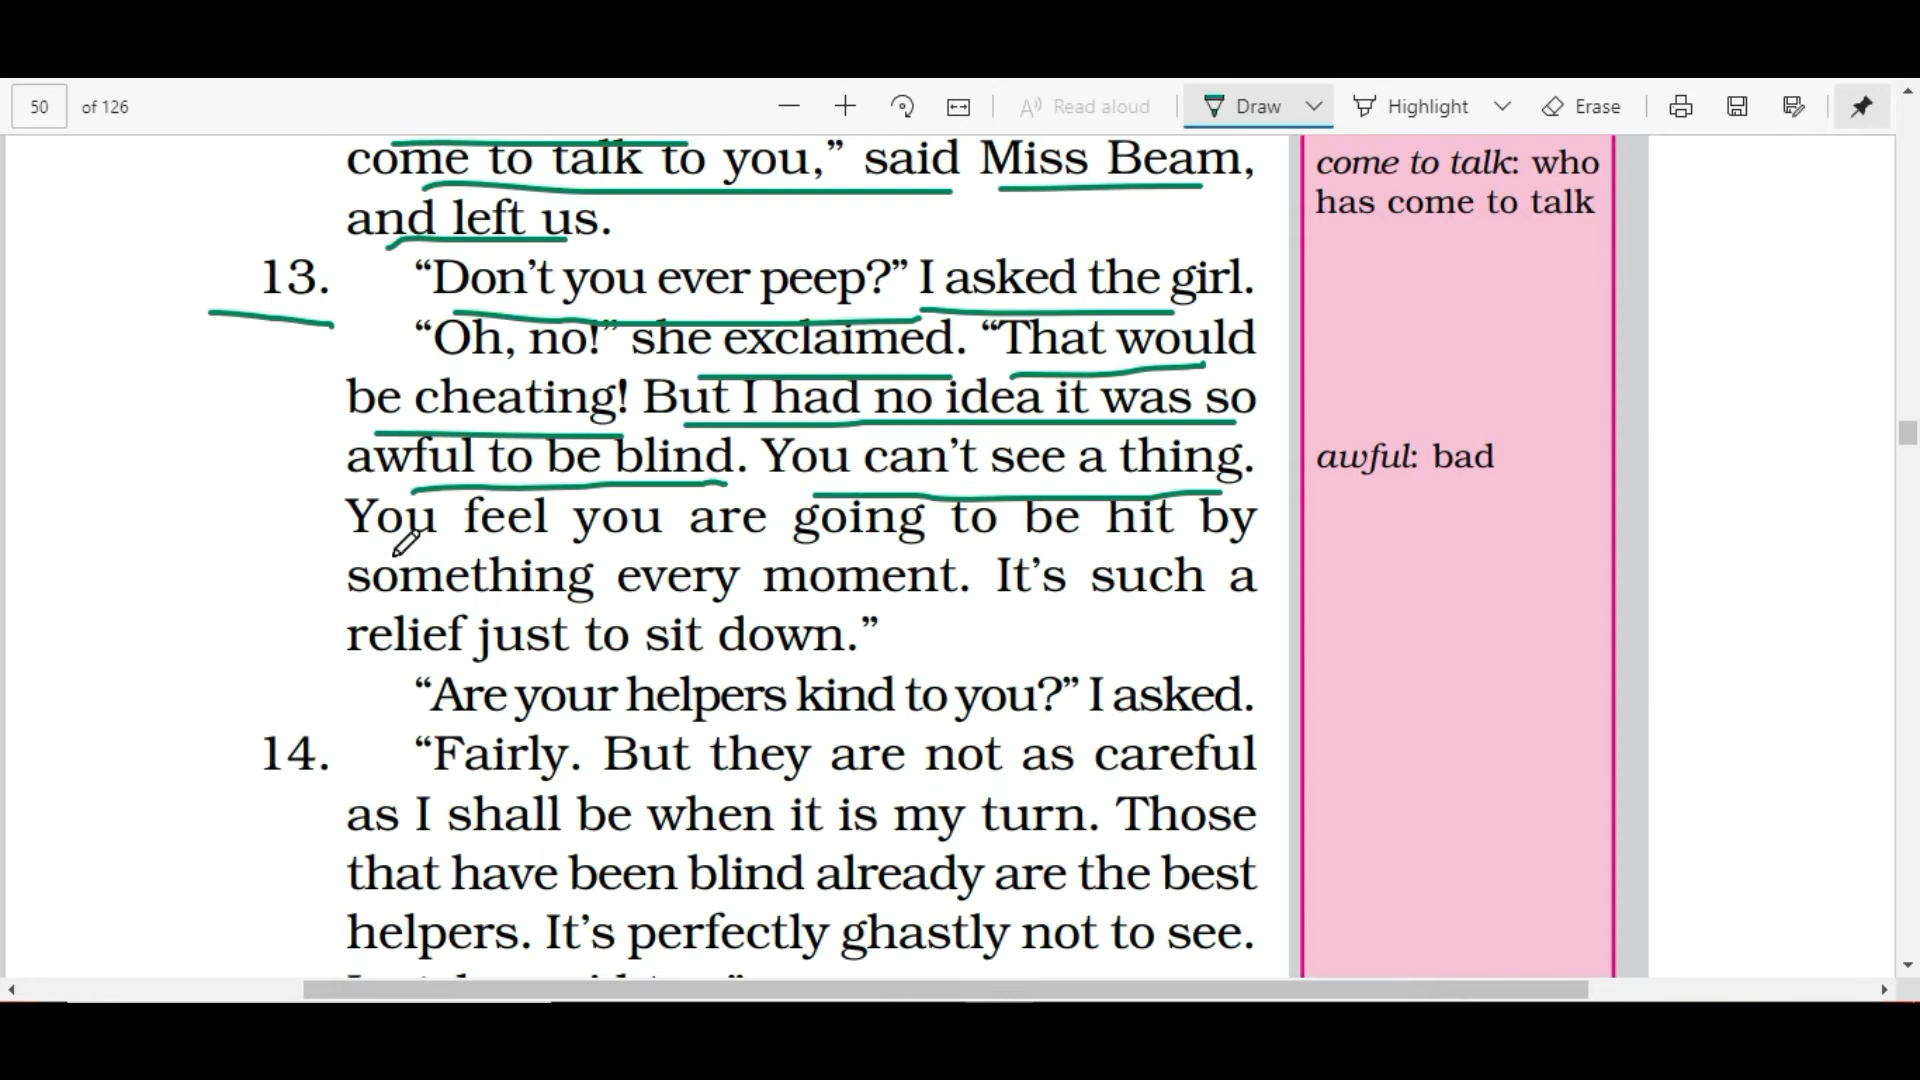 50 of 126 Read aloud Draw Highlight Erase
come to talk to you,” said Miss Beam,
and left us.
13. “Don’t you ever peep?” I asked the girl.
“Oh, no!” she exclaimed. “That would
be cheating! But I had no idea it was so
awful to be blind. You can’t see a thing.
You feel you are going to be hit by
something every moment. It’s such a
relief just to sit down.”
“Are your helpers kind to you?” I asked.
14. “Fairly. But they are not as careful
as I shall be when it is my turn. Those
that have been blind already are the best
helpers. It’s perfectly ghastly not to see.
come to talk: who
has come to talk
awful: bad